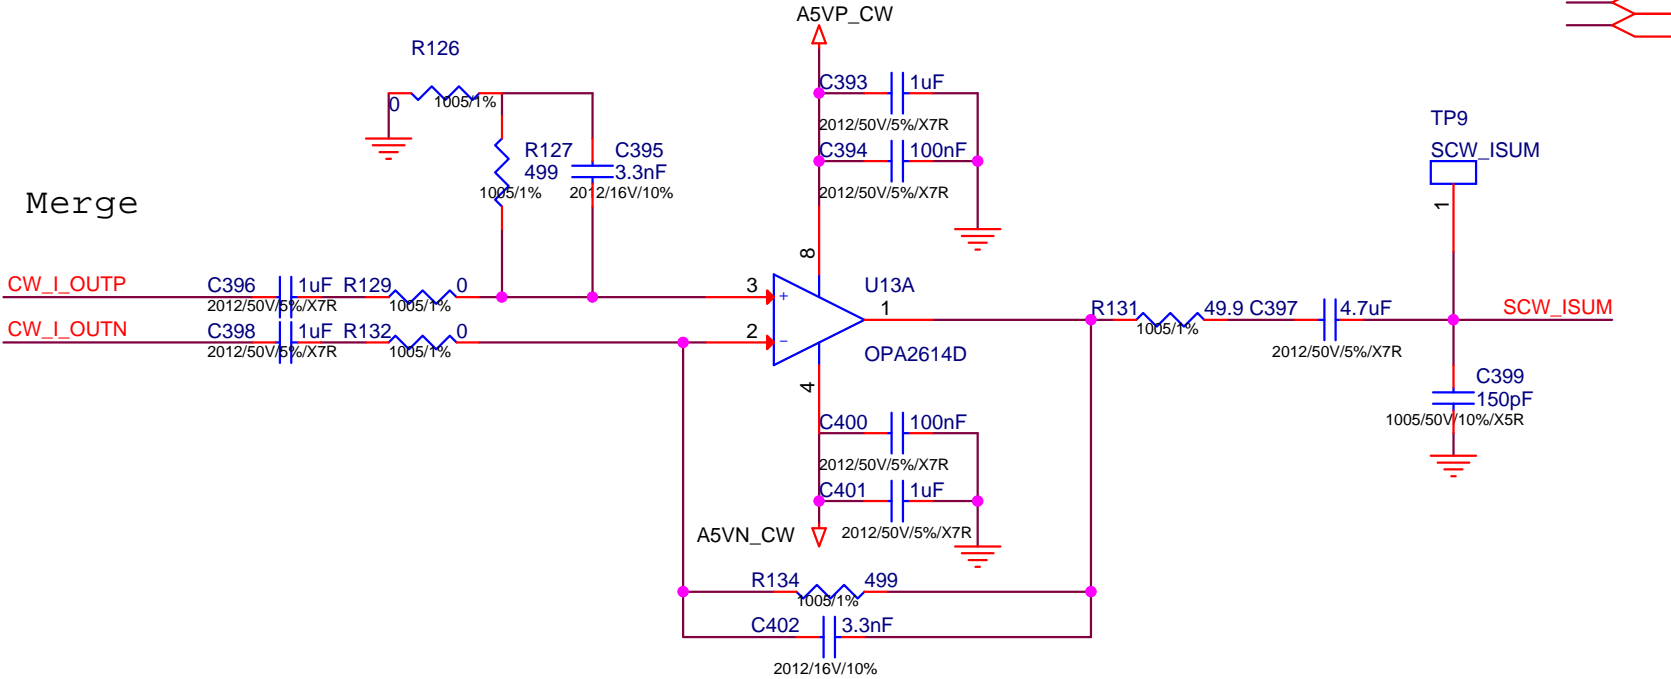 A5VP_CW
R126
0
1005/1%
C393
1uF
2012/50V/5%/X7R
TP9
SCW_ISUM
1
R127
499
1005/1%
C395
3.3nF
2012/16V/10%
C394
100nF
2012/50V/5%/X7R
Merge
8
CW_I_OUTP
C396
1uF
2012/50V/5%/X7R
R129
0
1005/1%
3
+
U13A
1
CW_I_OUTN
C398
1uF
2012/50V/5%/X7R
R132
0
1005/1%
2
−
OPA2614D
4
R131
49.9
1005/1%
C397
4.7uF
2012/50V/5%/X7R
SCW_ISUM
C399
150pF
1005/50V/10%/X5R
C400
100nF
2012/50V/5%/X7R
C401
1uF
2012/50V/5%/X7R
A5VN_CW
R134
499
1005/1%
C402
3.3nF
2012/16V/10%